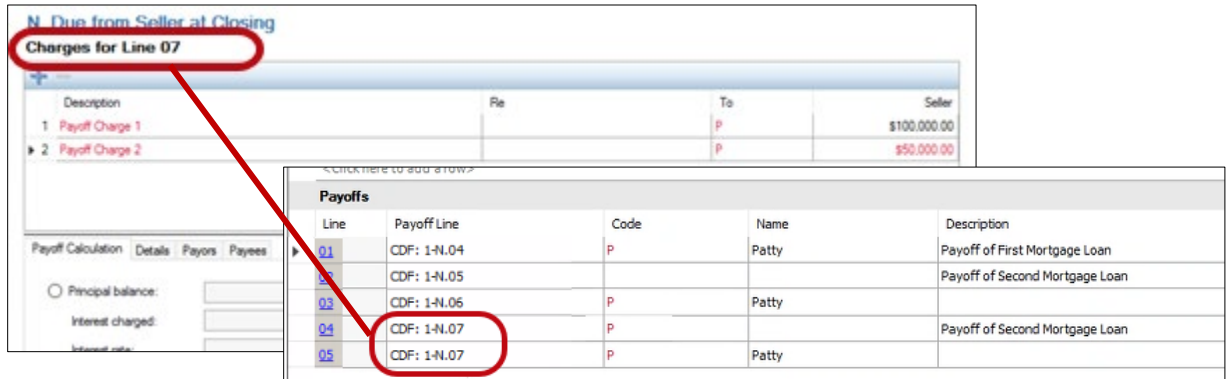 N. Due from Seller at Closing
Charges for Line 07
Description Re To Seller
1 Payoff Charge 1 P $100,000.00
2 Payoff Charge 2 P $50,000.00
Payoff Calculation Details Payors Payees
Principal balance:
Interest charged:
Interest rate:
<Click here to add a row>
Payoffs
Line Payoff Line Code Name Description
01 CDF: 1-N.04 P Patty Payoff of First Mortgage Loan
02 CDF: 1-N.05 Payoff of Second Mortgage Loan
03 CDF: 1-N.06 P Patty
04 CDF: 1-N.07 P Payoff of Second Mortgage Loan
05 CDF: 1-N.07 P Patty